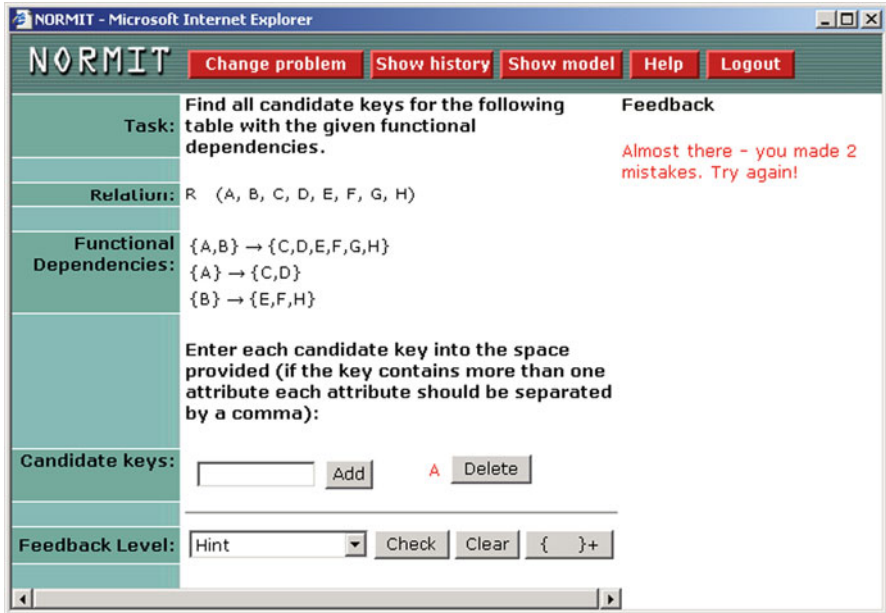 NORMIT - Microsoft Internet Explorer
NORMIT Change problem Show history Show model Help Logout
Task: Find all candidate keys for the following
table with the given functional
dependencies.
Feedback
Almost there - you made 2
mistakes. Try again!
Relation: R (A, B, C, D, E, F, G, H)
Functional
Dependencies:
{A,B} → {C,D,E,F,G,H}
{A} → {C,D}
{B} → {E,F,H}
Enter each candidate key into the space
provided (if the key contains more than one
attribute each attribute should be separated
by a comma):
Candidate keys: Add A Delete
Feedback Level: Hint Check Clear { }+